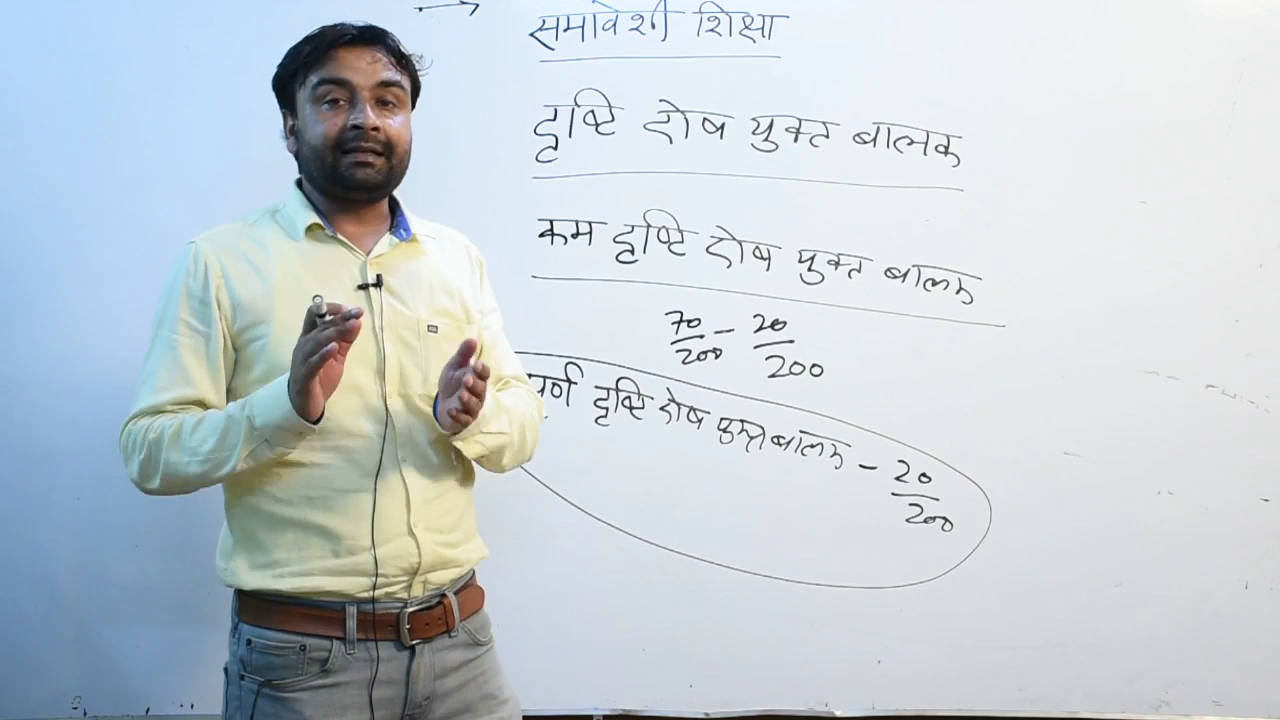 समावेशी शिक्षा
दृष्टि दोष युक्त बालक
कम दृष्टि दोष युक्त बालक
70/200 - 20/200
पूर्ण दृष्टि दोष युक्त बालक - 20/200